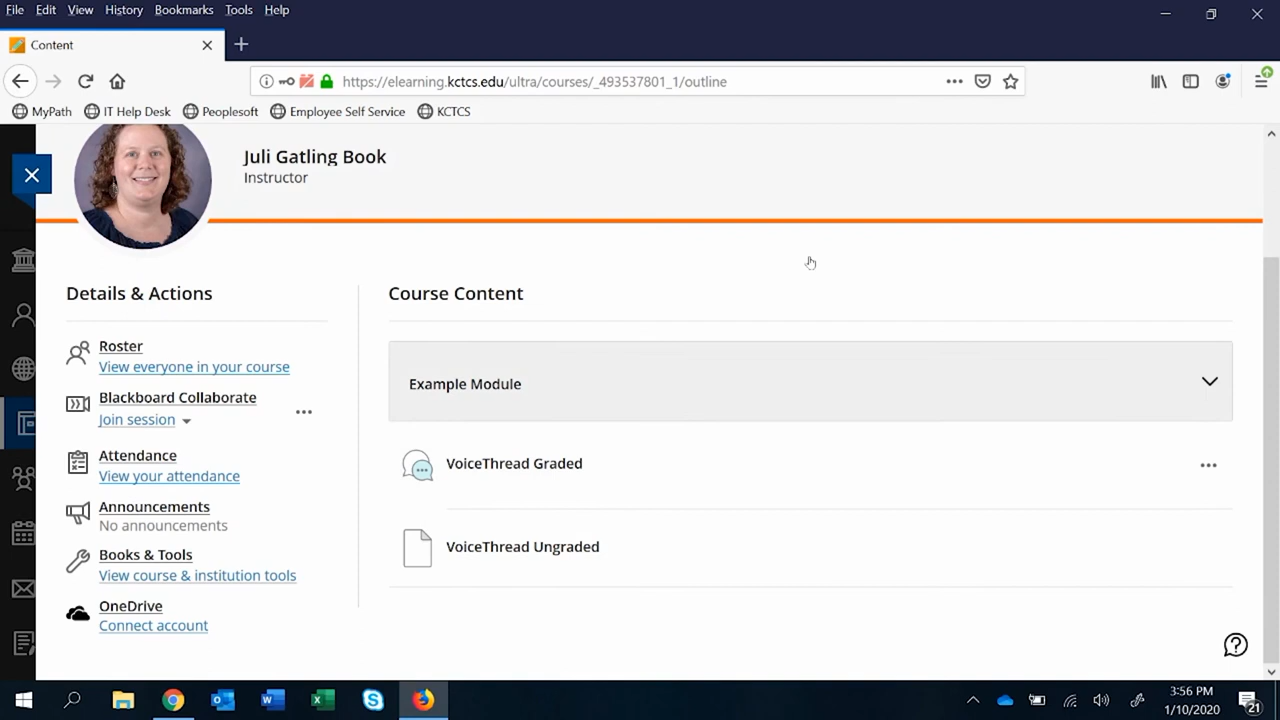 File Edit View History Bookmarks Tools Help
Content
https://elearning.kctcs.edu/ultra/courses/_493537801_1/outline
MyPath IT Help Desk Peoplesoft Employee Self Service KCTCS
Juli Gatling Book
Instructor
Details & Actions
Roster
View everyone in your course
Blackboard Collaborate
Join session
Attendance
View your attendance
Announcements
No announcements
Books & Tools
View course & institution tools
OneDrive
Connect account
Course Content
Example Module
VoiceThread Graded
VoiceThread Ungraded
3:56 PM
1/10/2020
21